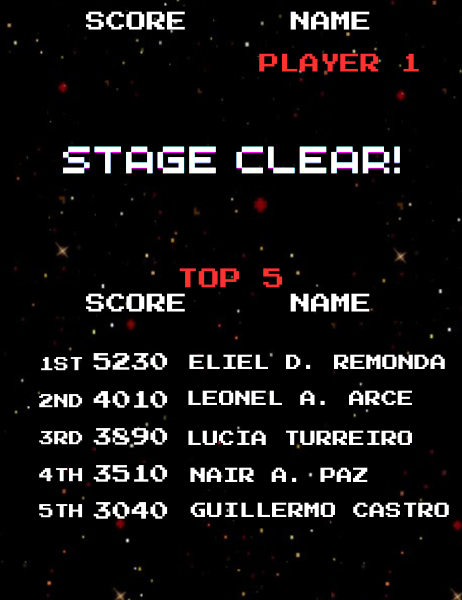 SCORE NAME
PLAYER 1
STAGE CLEAR!
TOP 5
SCORE NAME
1ST 5230 ELIEL D. REMONDA
2ND 4010 LEONEL A. ARCE
3RD 3890 LUCIA TURREIRO
4TH 3510 NAIR A. PAZ
5TH 3040 GUILLERMO CASTRO